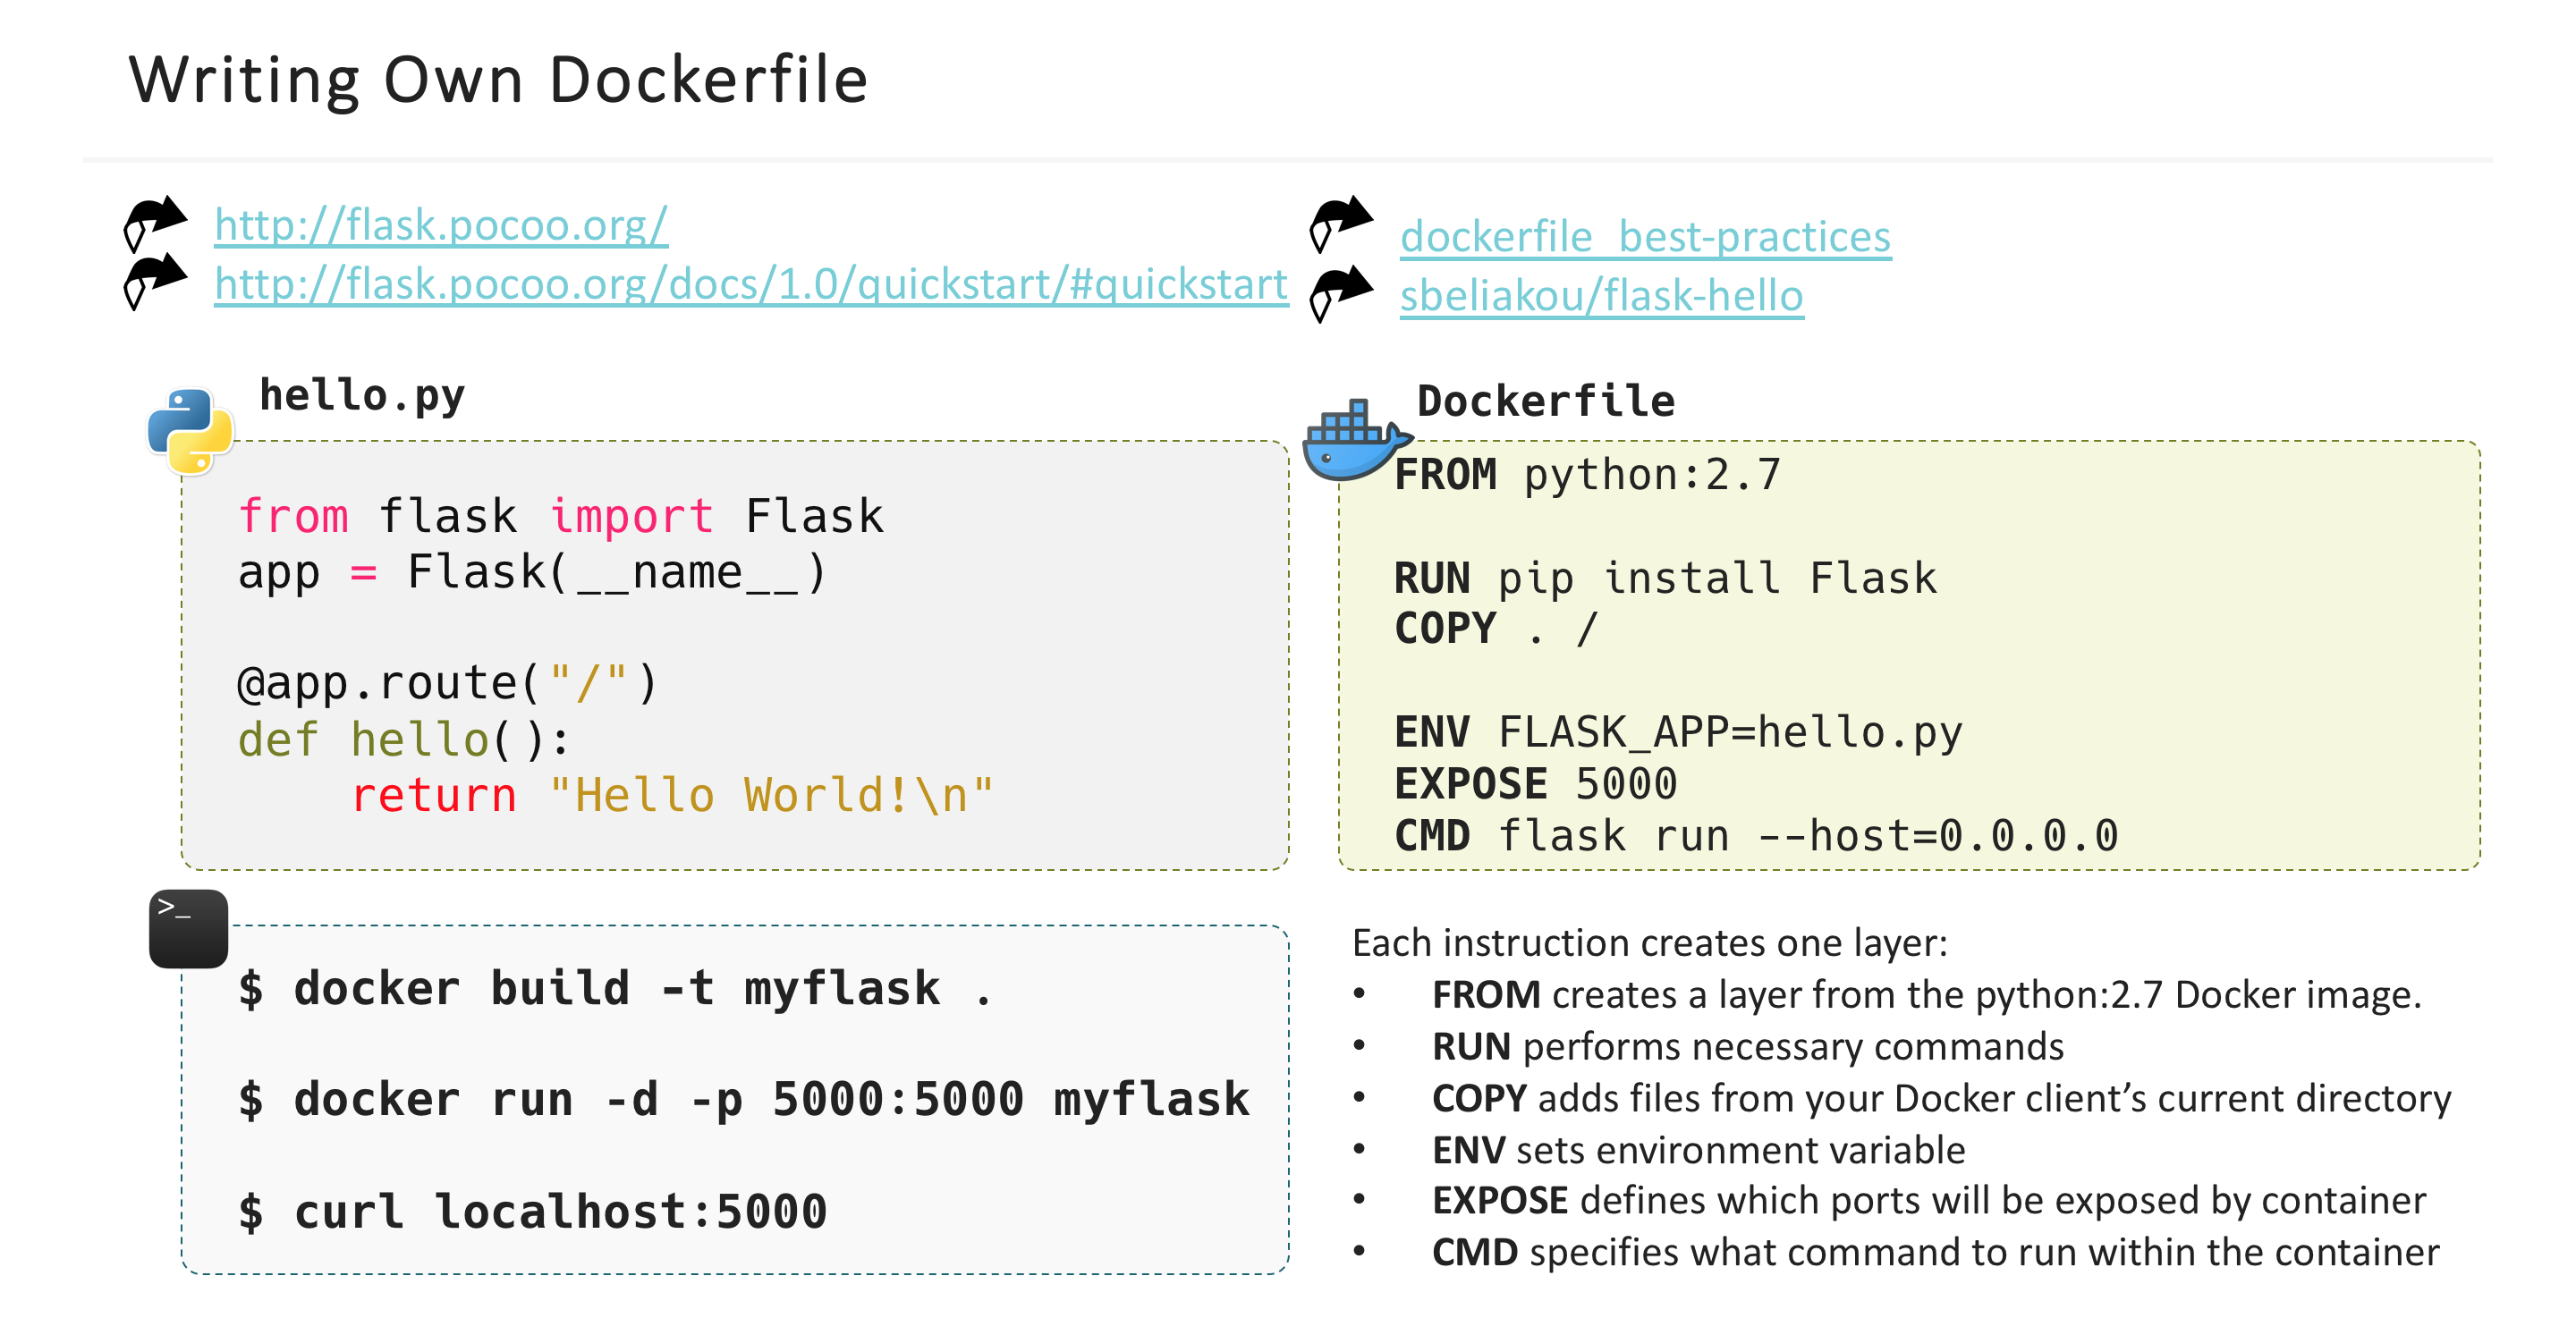 Writing Own Dockerfile
http://flask.pocoo.org/
http://flask.pocoo.org/docs/1.0/quickstart/#quickstart
dockerfile_best-practices
sbeliakou/flask-hello
hello.py
from flask import Flask
app = Flask(__name__)
@app.route("/")
def hello():
    return "Hello World!\n"
Dockerfile
FROM python:2.7
RUN pip install Flask
COPY . /
ENV FLASK_APP=hello.py
EXPOSE 5000
CMD flask run --host=0.0.0.0
>_
$ docker build -t myflask .
$ docker run -d -p 5000:5000 myflask
$ curl localhost:5000
Each instruction creates one layer:
• FROM creates a layer from the python:2.7 Docker image.
• RUN performs necessary commands
• COPY adds files from your Docker client’s current directory
• ENV sets environment variable
• EXPOSE defines which ports will be exposed by container
• CMD specifies what command to run within the container